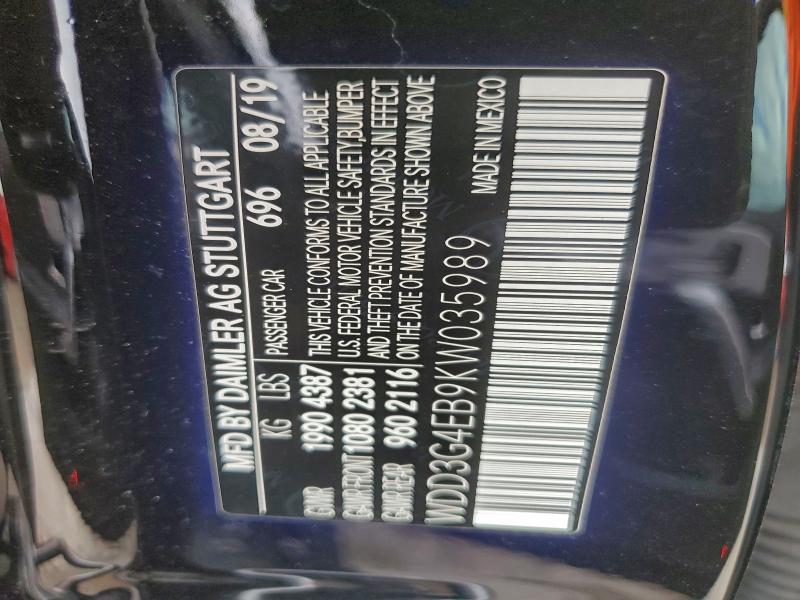 MFD BY DAIMLER AG STUTTGART
KG LBS PASSENGER CAR 696 08/19
GVWR 1990 4387 THIS VEHICLE CONFORMS TO ALL APPLICABLE
GAWR FRONT 1080 2381 U.S. FEDERAL MOTOR VEHICLE SAFETY, BUMPER
GAWR REAR 960 2116 AND THEFT PREVENTION STANDARDS IN EFFECT
ON THE DATE OF MANUFACTURE SHOWN ABOVE
WDD3G4EB9KW035989 MADE IN MEXICO